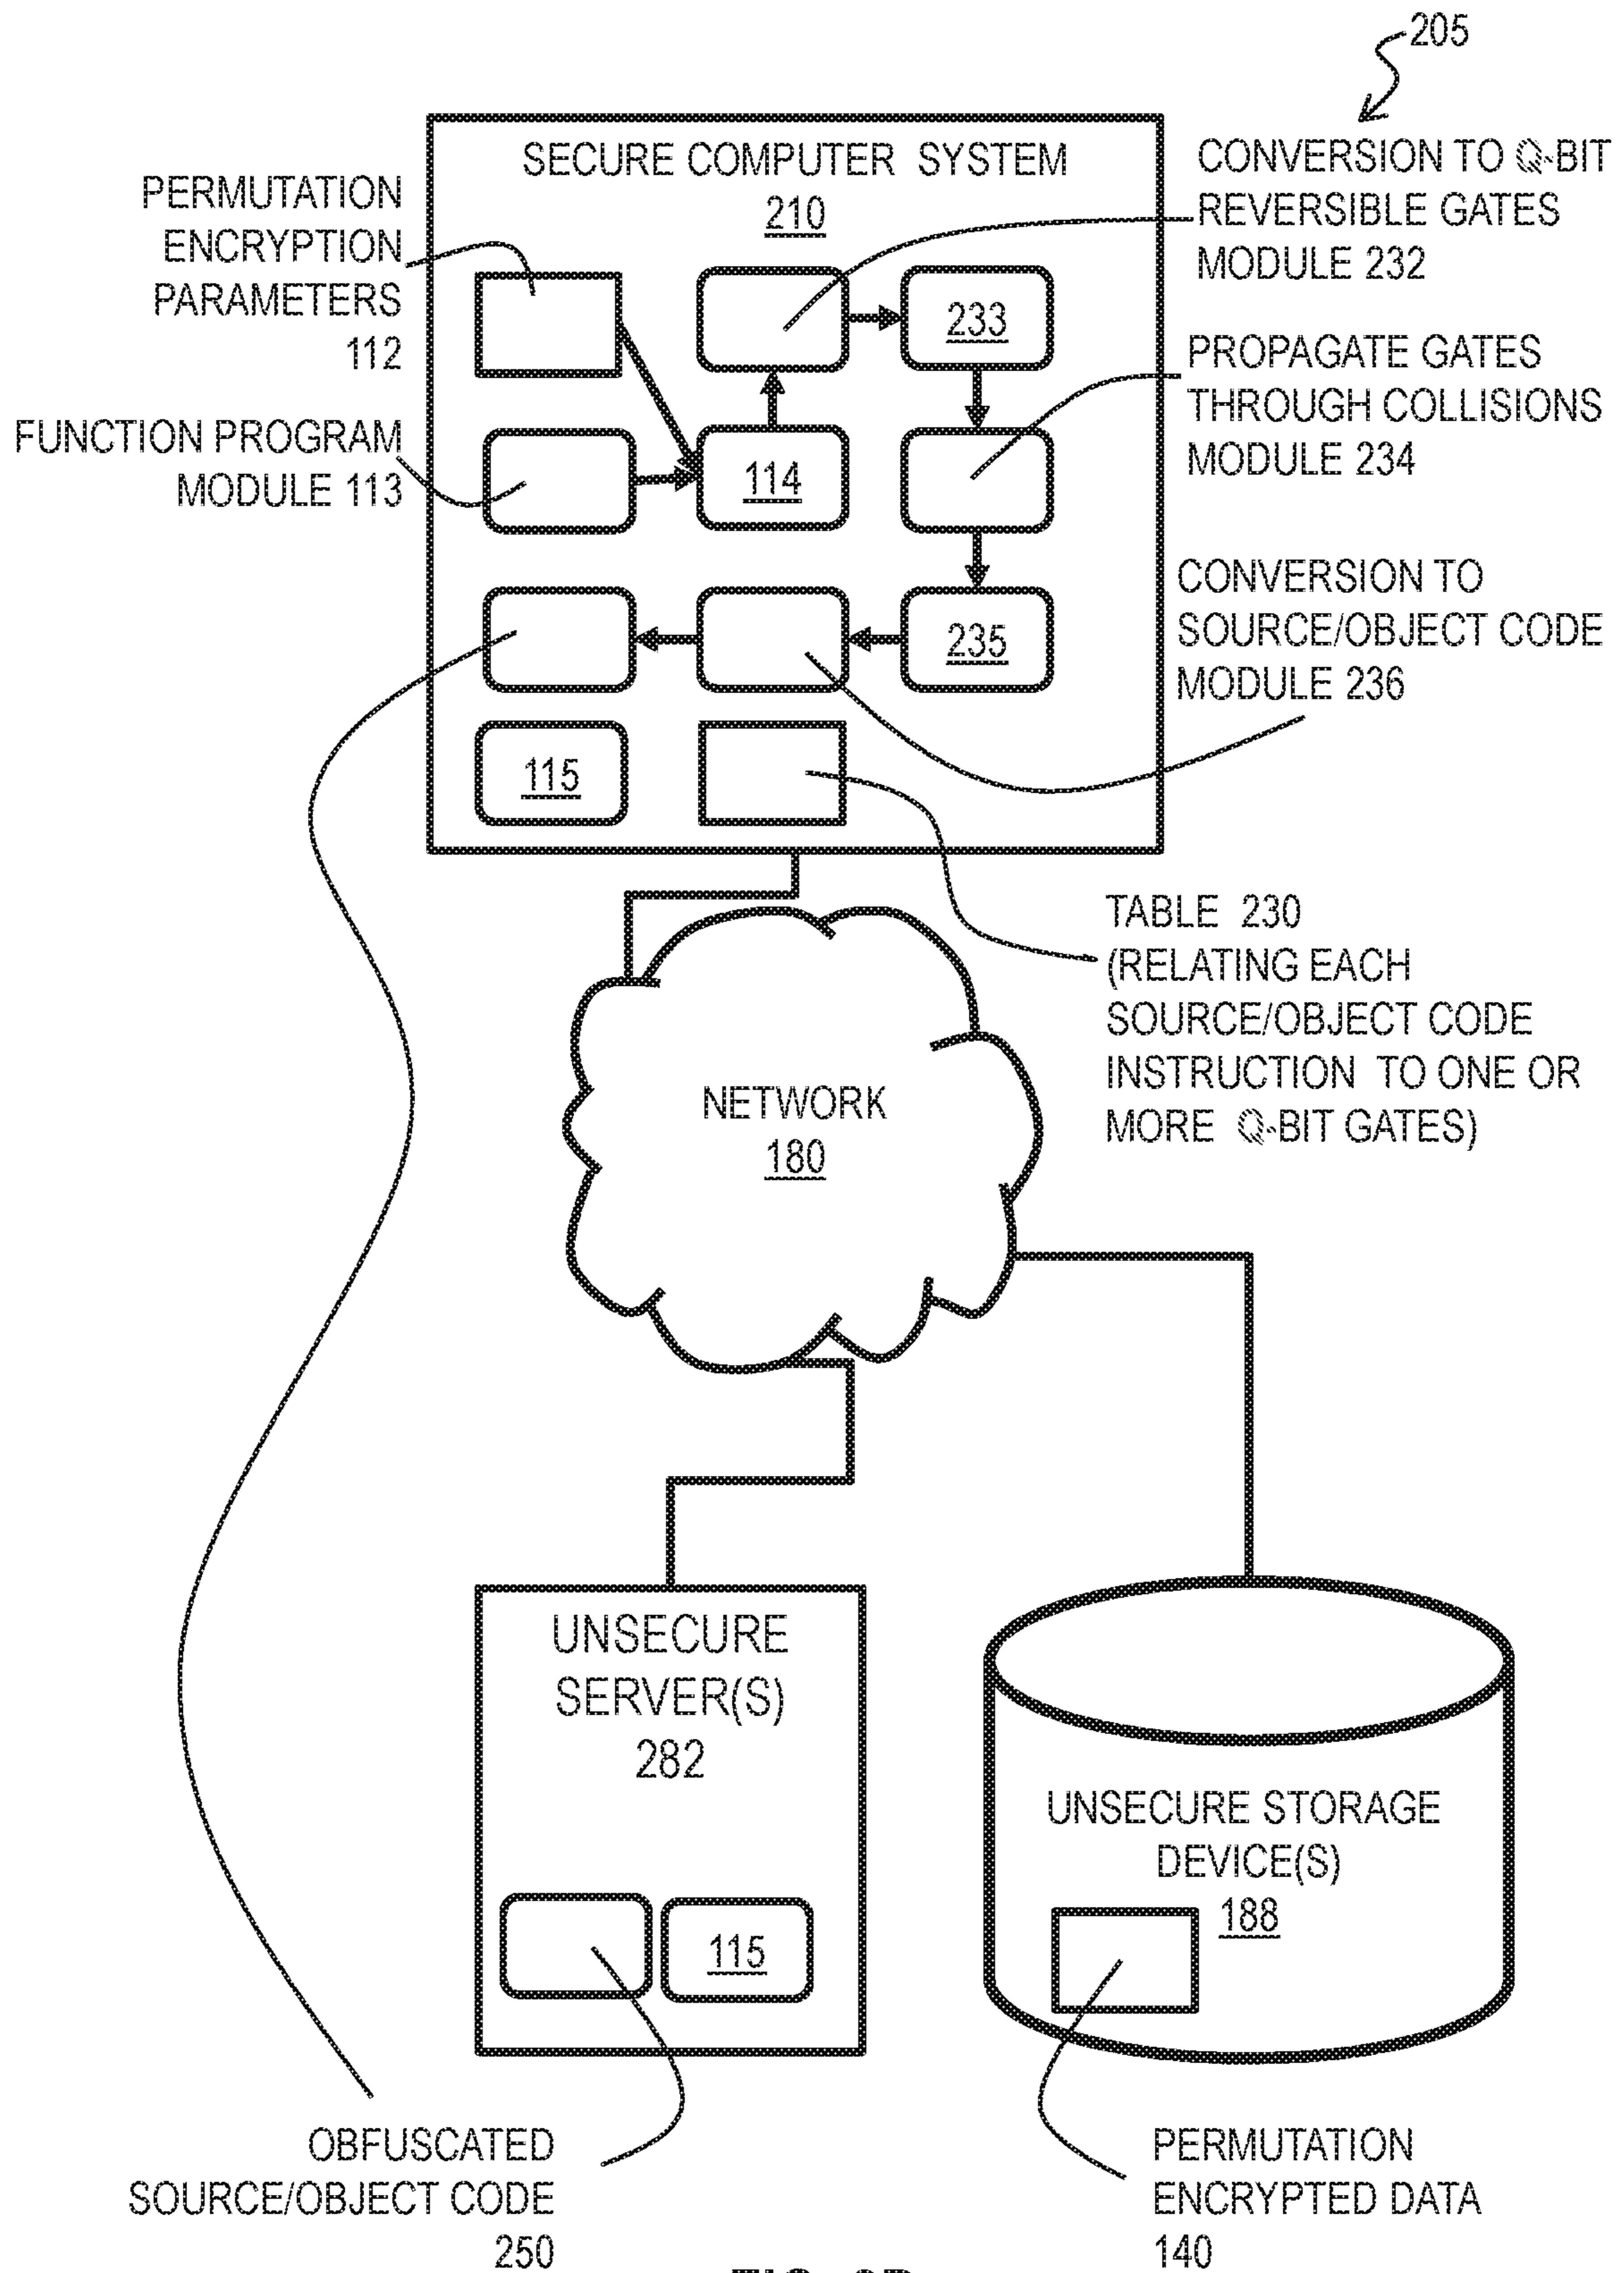 205
SECURE COMPUTER SYSTEM
210
CONVERSION TO Q-BIT
REVERSIBLE GATES
MODULE 232
PERMUTATION
ENCRYPTION
PARAMETERS
112
233
PROPAGATE GATES
THROUGH COLLISIONS
MODULE 234
FUNCTION PROGRAM
MODULE 113
114
CONVERSION TO
SOURCE/OBJECT CODE
MODULE 236
235
115
TABLE 230
(RELATING EACH
SOURCE/OBJECT CODE
INSTRUCTION TO ONE OR
MORE Q-BIT GATES)
NETWORK
180
UNSECURE
SERVER(S)
282
115
UNSECURE STORAGE
DEVICE(S)
188
OBFUSCATED
SOURCE/OBJECT CODE
250
PERMUTATION
ENCRYPTED DATA
140